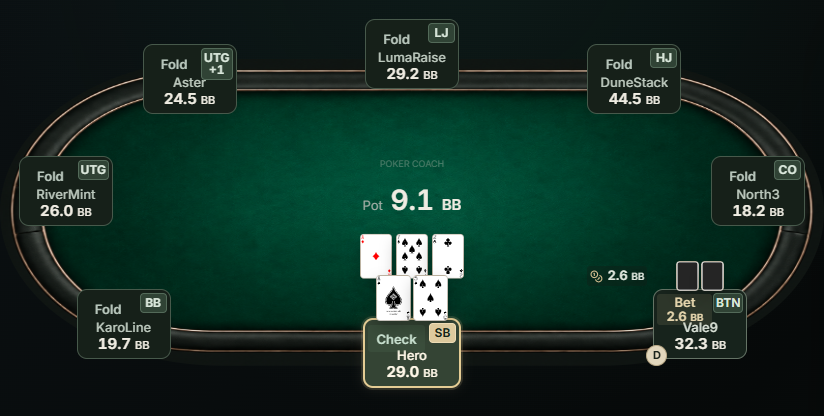 Fold
LJ
LumaRaise
29.2 BB
Fold
UTG
+1
Aster
24.5 BB
Fold
HJ
DuneStack
44.5 BB
Fold
UTG
RiverMint
26.0 BB
POKER COACH
Fold
CO
North3
18.2 BB
Pot 9.1 BB
2.6 BB
Fold
BB
KaroLine
19.7 BB
Check
SB
Hero
29.0 BB
Bet
2.6 BB
BTN
Vale9
32.3 BB
D